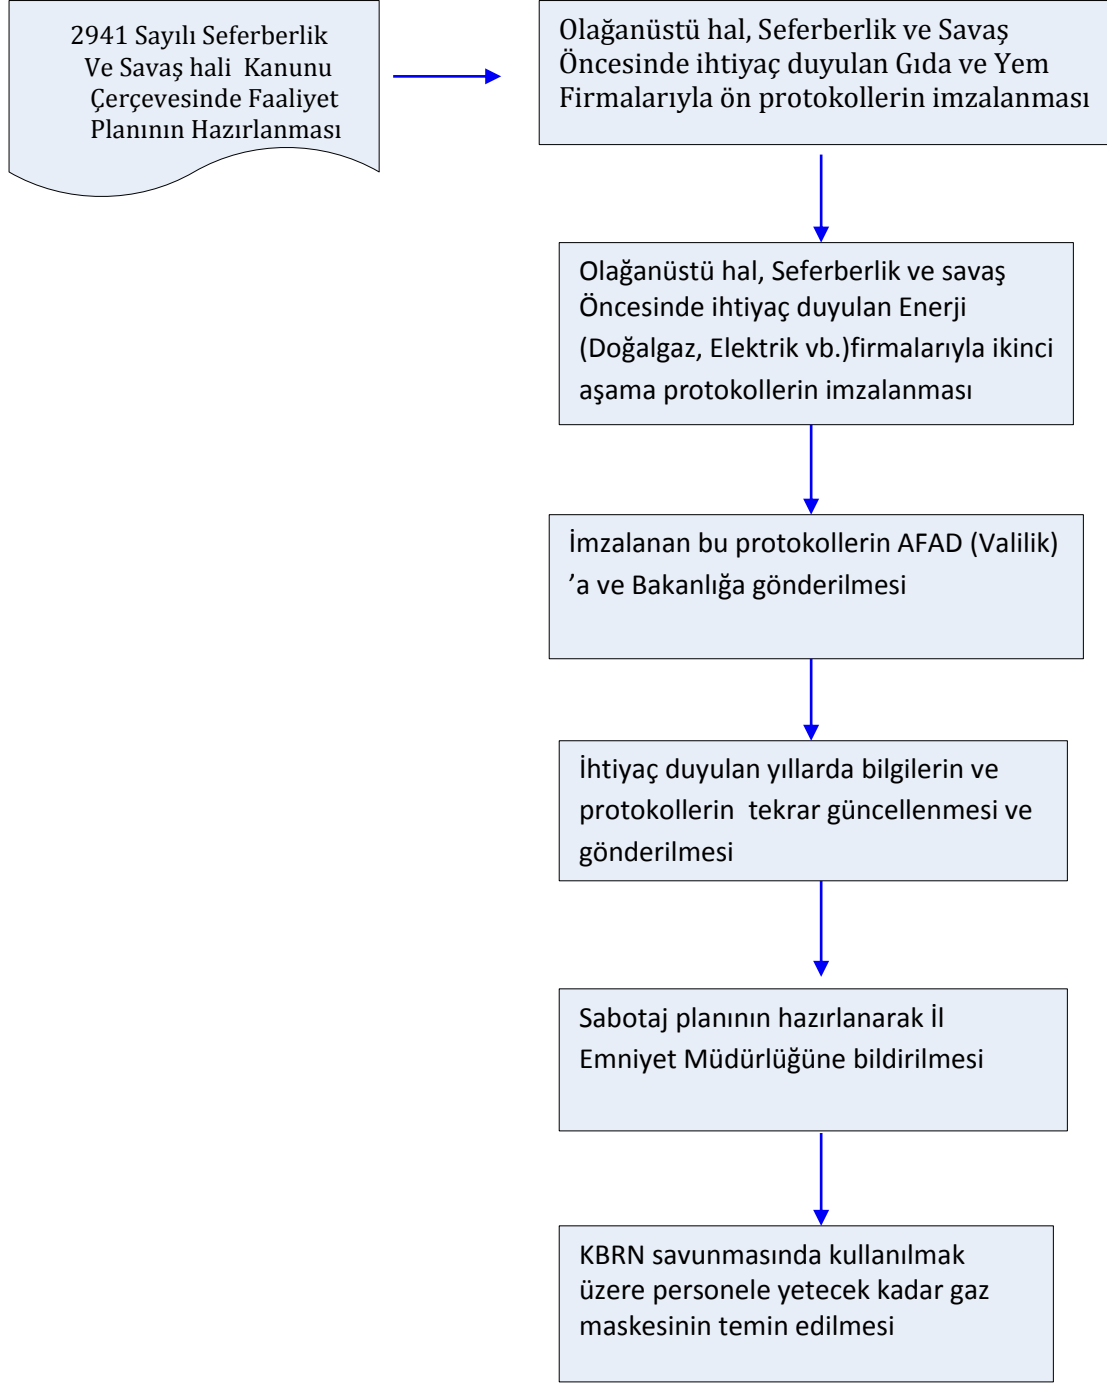 2941 Sayılı Seferberlik
Ve Savaş hali Kanunu
Çerçevesinde Faaliyet
Planının Hazırlanması
Olağanüstü hal, Seferberlik ve Savaş
Öncesinde ihtiyaç duyulan Gıda ve Yem
Firmalarıyla ön protokollerin imzalanması
Olağanüstü hal, Seferberlik ve savaş
Öncesinde ihtiyaç duyulan Enerji
(Doğalgaz, Elektrik vb.)firmalarıyla ikinci
aşama protokollerin imzalanması
İmzalanan bu protokollerin AFAD (Valilik)
’a ve Bakanlığa gönderilmesi
İhtiyaç duyulan yıllarda bilgilerin ve
protokollerin tekrar güncellenmesi ve
gönderilmesi
Sabotaj planının hazırlanarak İl
Emniyet Müdürlüğüne bildirilmesi
KBRN savunmasında kullanılmak
üzere personele yetecek kadar gaz
maskesinin temin edilmesi